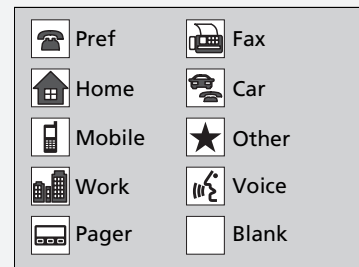 Pref
Fax
Home
Car
Mobile
Other
Work
Voice
Pager
Blank